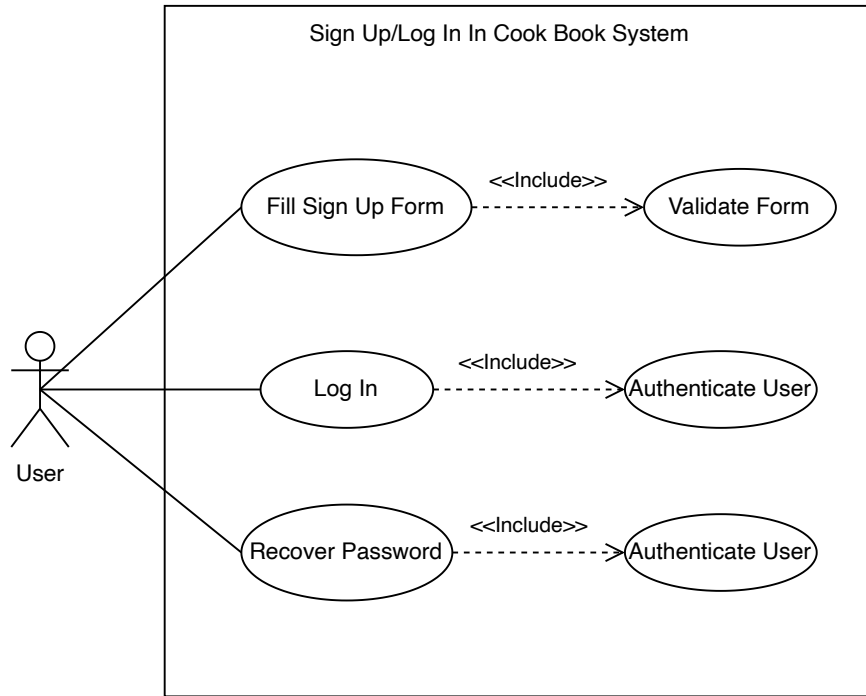 Sign Up/Log In In Cook Book System
<<Include>>
Fill Sign Up Form
Validate Form
<<Include>>
Log In
Authenticate User
User
<<Include>>
Recover Password
Authenticate User